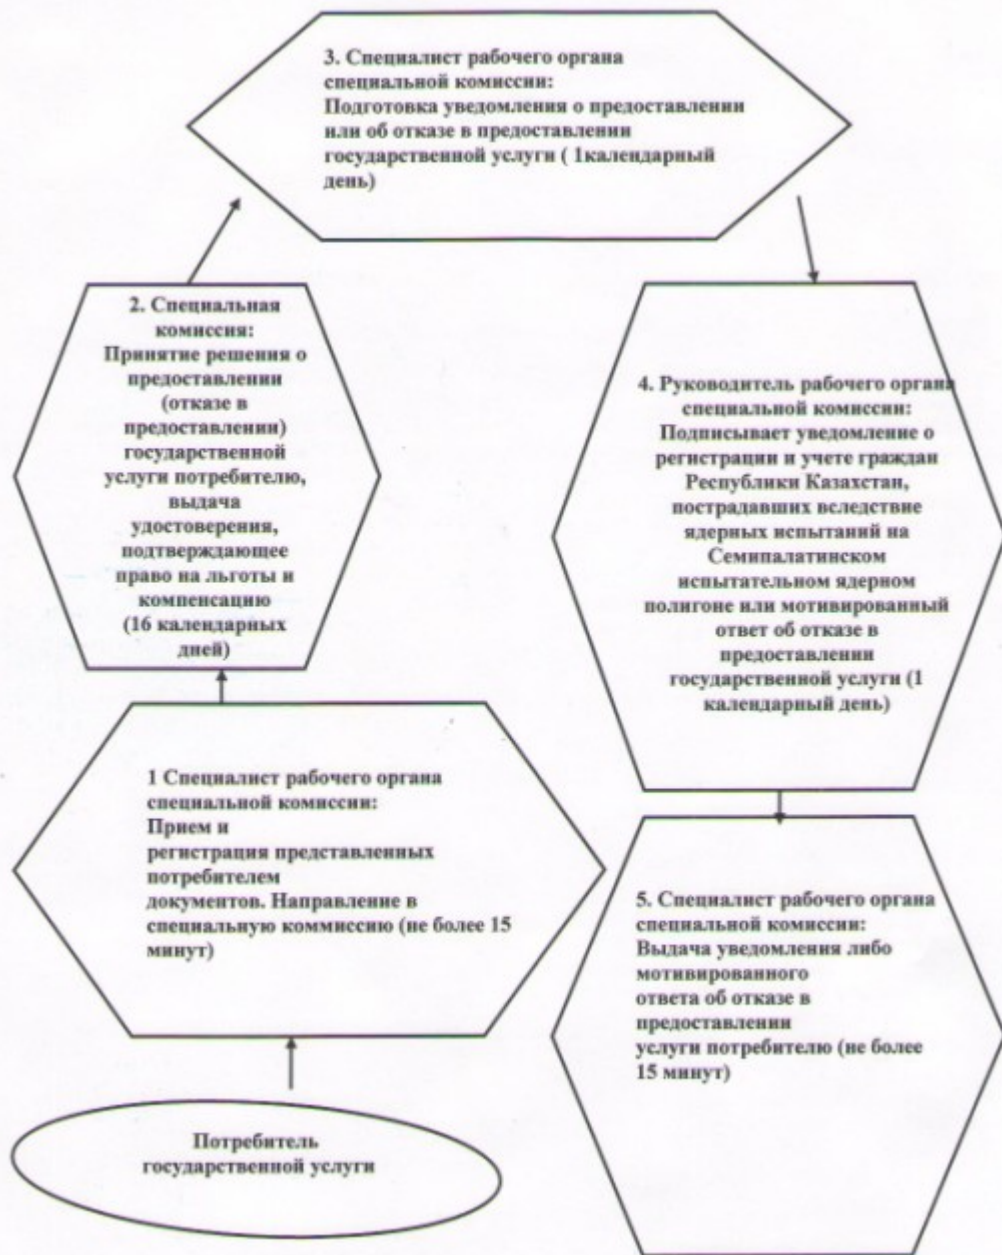 3. Специалист рабочего органа
специальной комиссии:
Подготовка уведомления о предоставлении
или об отказе в предоставлении
государственной услуги ( 1календарный
день)
2. Специальная
комиссия:
Принятие решения о
предоставлении
(отказе в
предоставлении)
государственной
услуги потребителю,
выдача
удостоверения,
подтверждающее
право на льготы и
компенсацию
(16 календарных
дней)
4. Руководитель рабочего органа
специальной комиссии:
Подписывает уведомление о
регистрации и учете граждан
Республики Казахстан,
пострадавших вследствие
ядерных испытаний на
Семипалатинском
испытательном ядерном
полигоне или мотивированный
ответ об отказе в
предоставлении
государственной услуги (1
календарный день)
1 Специалист рабочего органа
специальной комиссии:
Прием и
регистрация представленных
потребителем
документов. Направление в
специальную коммиссию (не более 15
минут)
5. Специалист рабочего органа
специальной комиссии:
Выдача уведомления либо
мотивированного
ответа об отказе в
предоставлении
услуги потребителю (не более
15 минут)
Потребитель
государственной услуги